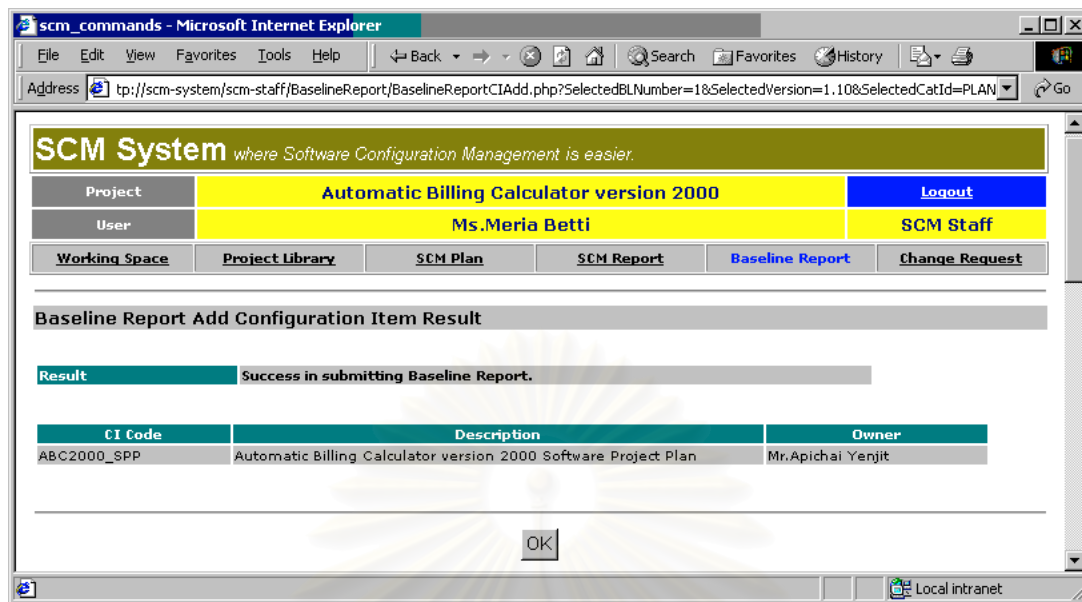 scm_commands - Microsoft Internet Explorer
File Edit View Favorites Tools Help Back Search Favorites History
Address tp://scm-system/scm-staff/BaselineReport/BaselineReportCIAdd.php?SelectedBLNumber=1&SelectedVersion=1.10&SelectedCatId=PLAN Go
SCM System where Software Configuration Management is easier.
Project Automatic Billing Calculator version 2000 Logout
User Ms.Meria Betti SCM Staff
Working Space Project Library SCM Plan SCM Report Baseline Report Change Request
Baseline Report Add Configuration Item Result
Result Success in submitting Baseline Report.
CI Code Description Owner
ABC2000_SPP Automatic Billing Calculator version 2000 Software Project Plan Mr.Apichai Yenjit
OK
Local intranet